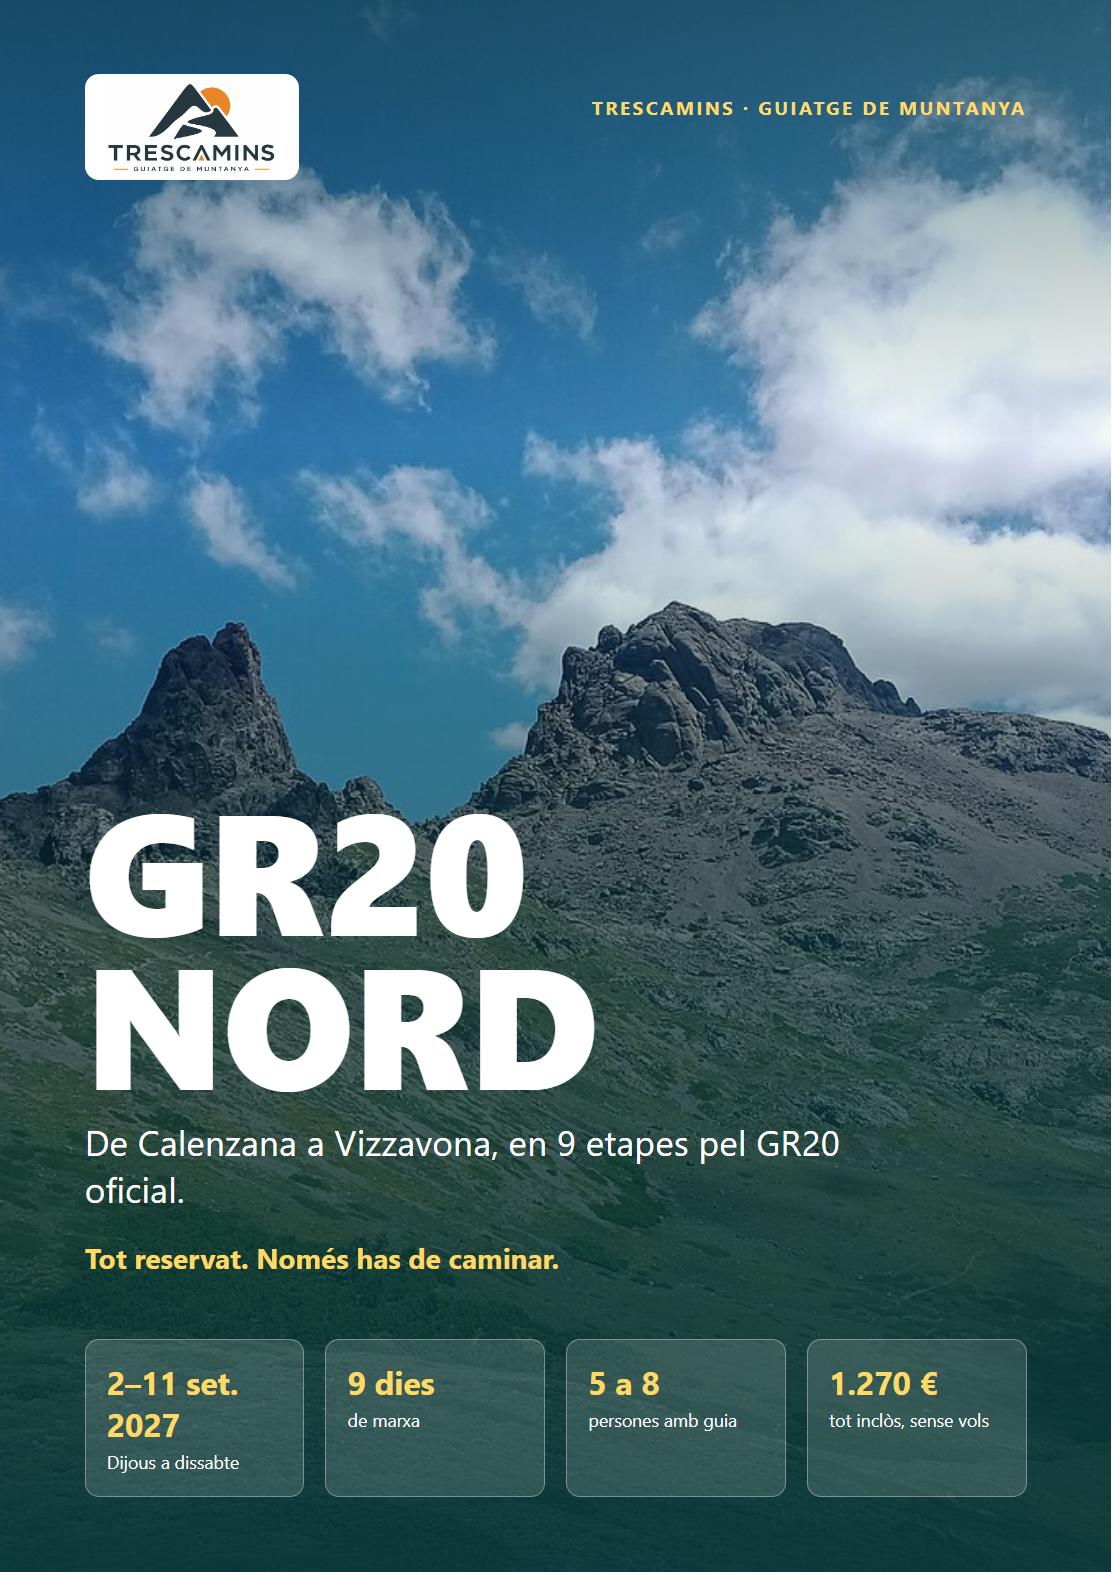 TRESCAMINS
GUIATGE DE MUNTANYA
TRESCAMINS · GUIATGE DE MUNTANYA
GR20
NORD
De Calenzana a Vizzavona, en 9 etapes pel GR20
oficial.
Tot reservat. Només has de caminar.
2–11 set.
2027
Dijous a dissabte
9 dies
de marxa
5 a 8
persones amb guia
1.270 €
tot inclòs, sense vols